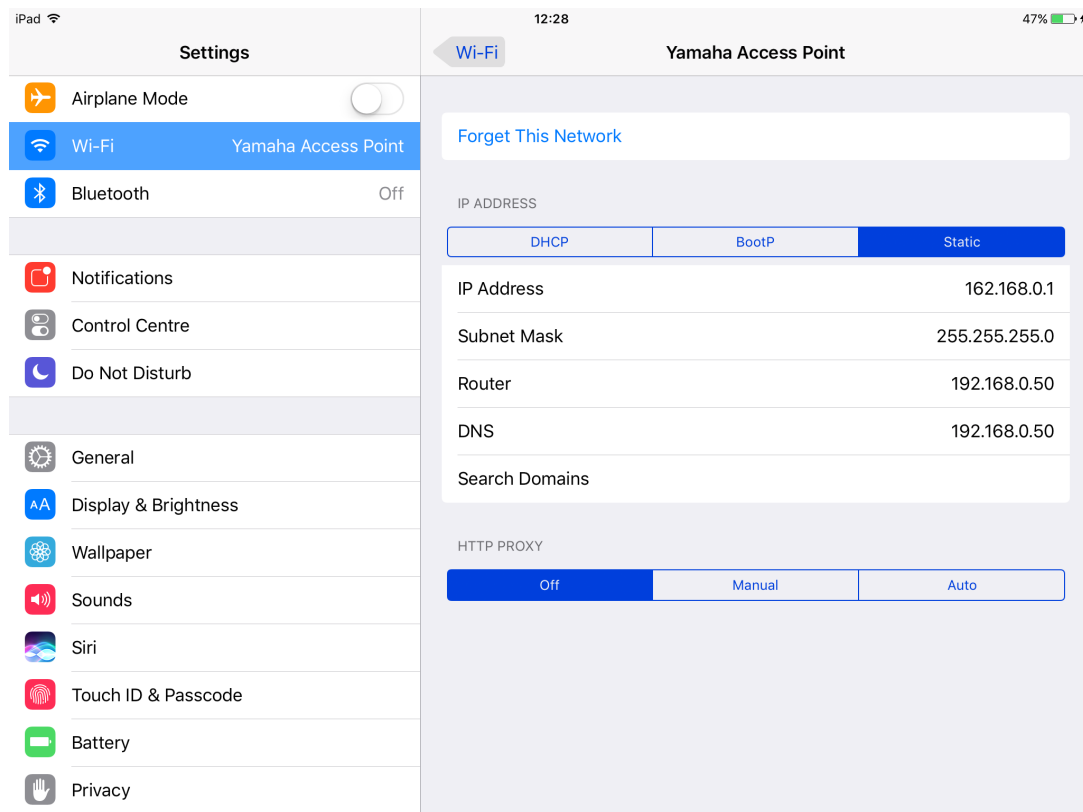 iPad 12:28 47%
Settings
Wi-Fi Yamaha Access Point
Airplane Mode
Wi-Fi Yamaha Access Point
Bluetooth Off
Notifications
Control Centre
Do Not Disturb
General
AA Display & Brightness
Wallpaper
Sounds
Siri
Touch ID & Passcode
Battery
Privacy
Forget This Network
IP ADDRESS
DHCP BootP Static
IP Address 162.168.0.1
Subnet Mask 255.255.255.0
Router 192.168.0.50
DNS 192.168.0.50
Search Domains
HTTP PROXY
Off Manual Auto